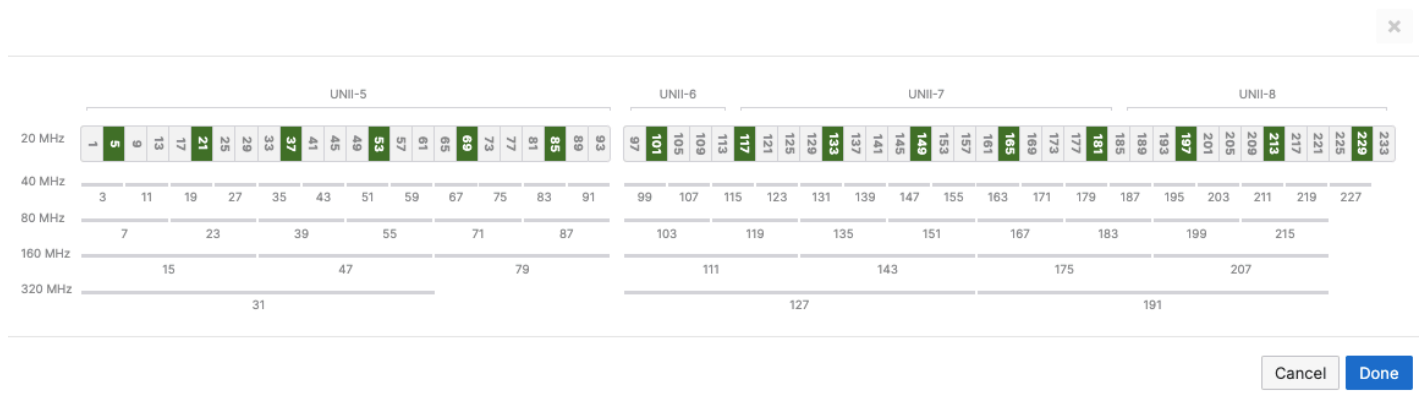 ×
UNII-5 UNII-6 UNII-7 UNII-8
20 MHz 1 5 9 13 17 21 25 29 33 37 41 45 49 53 57 61 65 69 73 77 81 85 89 93 97 101 105 109 113 117 121 125 129 133 137 141 145 149 153 157 161 165 169 173 177 181 185 189 193 197 201 205 209 213 217 221 225 229 233
40 MHz
3 11 19 27 35 43 51 59 67 75 83 91 99 107 115 123 131 139 147 155 163 171 179 187 195 203 211 219 227
80 MHz
7 23 39 55 71 87 103 119 135 151 167 183 199 215
160 MHz
15 47 79 111 143 175 207
320 MHz
31 127 191
Cancel Done